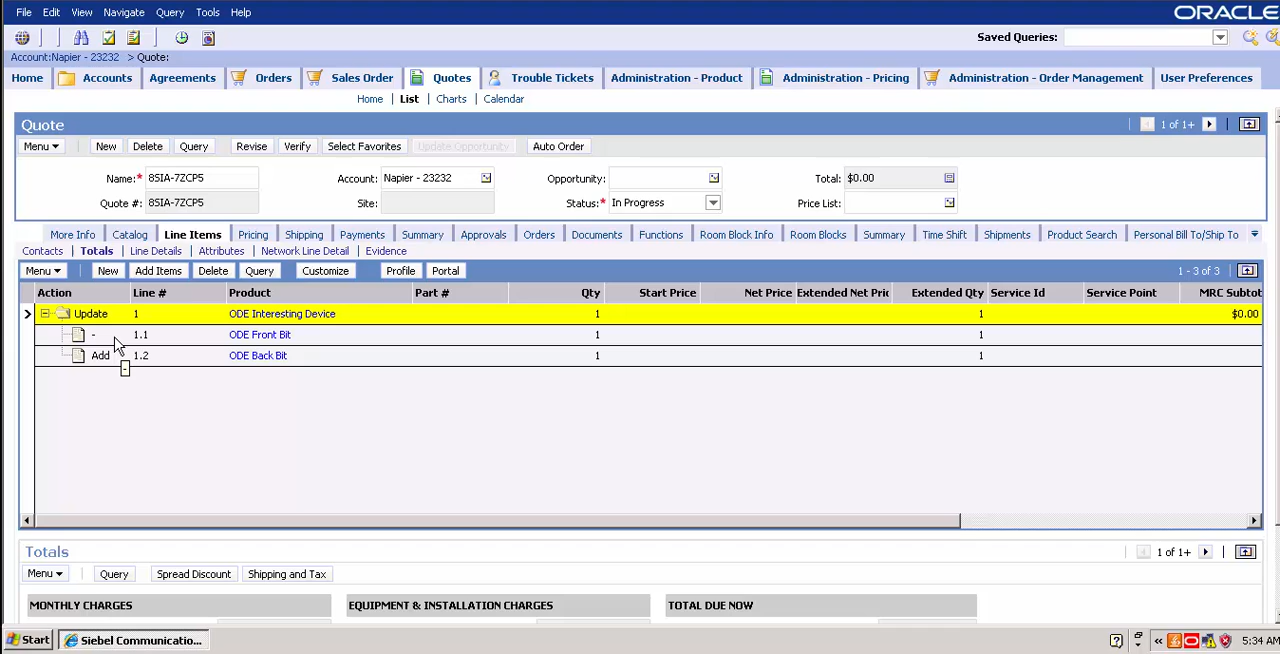 File Edit View Navigate Query Tools Help ORACLE
Saved Queries:
Account:Napier - 23232 > Quote:
Home Accounts Agreements Orders Sales Order Quotes Trouble Tickets Administration - Product Administration - Pricing Administration - Order Management User Preferences
Home List Charts Calendar
Quote 1 of 1+
Menu New Delete Query Revise Verify Select Favorites Update Opportunity Auto Order
Name:* 8SIA-7ZCP5 Account: Napier - 23232 Opportunity: Total: $0.00
Quote #: 8SIA-7ZCP5 Site: Status:* In Progress Price List:
More Info Catalog Line Items Pricing Shipping Payments Summary Approvals Orders Documents Functions Room Block Info Room Blocks Summary Time Shift Shipments Product Search Personal Bill To/Ship To
Contacts Totals Line Details Attributes Network Line Detail Evidence
Menu New Add Items Delete Query Customize Profile Portal 1 - 3 of 3
Action Line # Product Part # Qty Start Price Net Price Extended Net Pric Extended Qty Service Id Service Point MRC Subtot
Update 1 ODE Interesting Device 1 1 $0.00
- 1.1 ODE Front Bit 1 1
Add 1.2 ODE Back Bit 1 1
-
Totals 1 of 1+
Menu Query Spread Discount Shipping and Tax
MONTHLY CHARGES EQUIPMENT & INSTALLATION CHARGES TOTAL DUE NOW
Start Siebel Communicatio... 5:34 AM